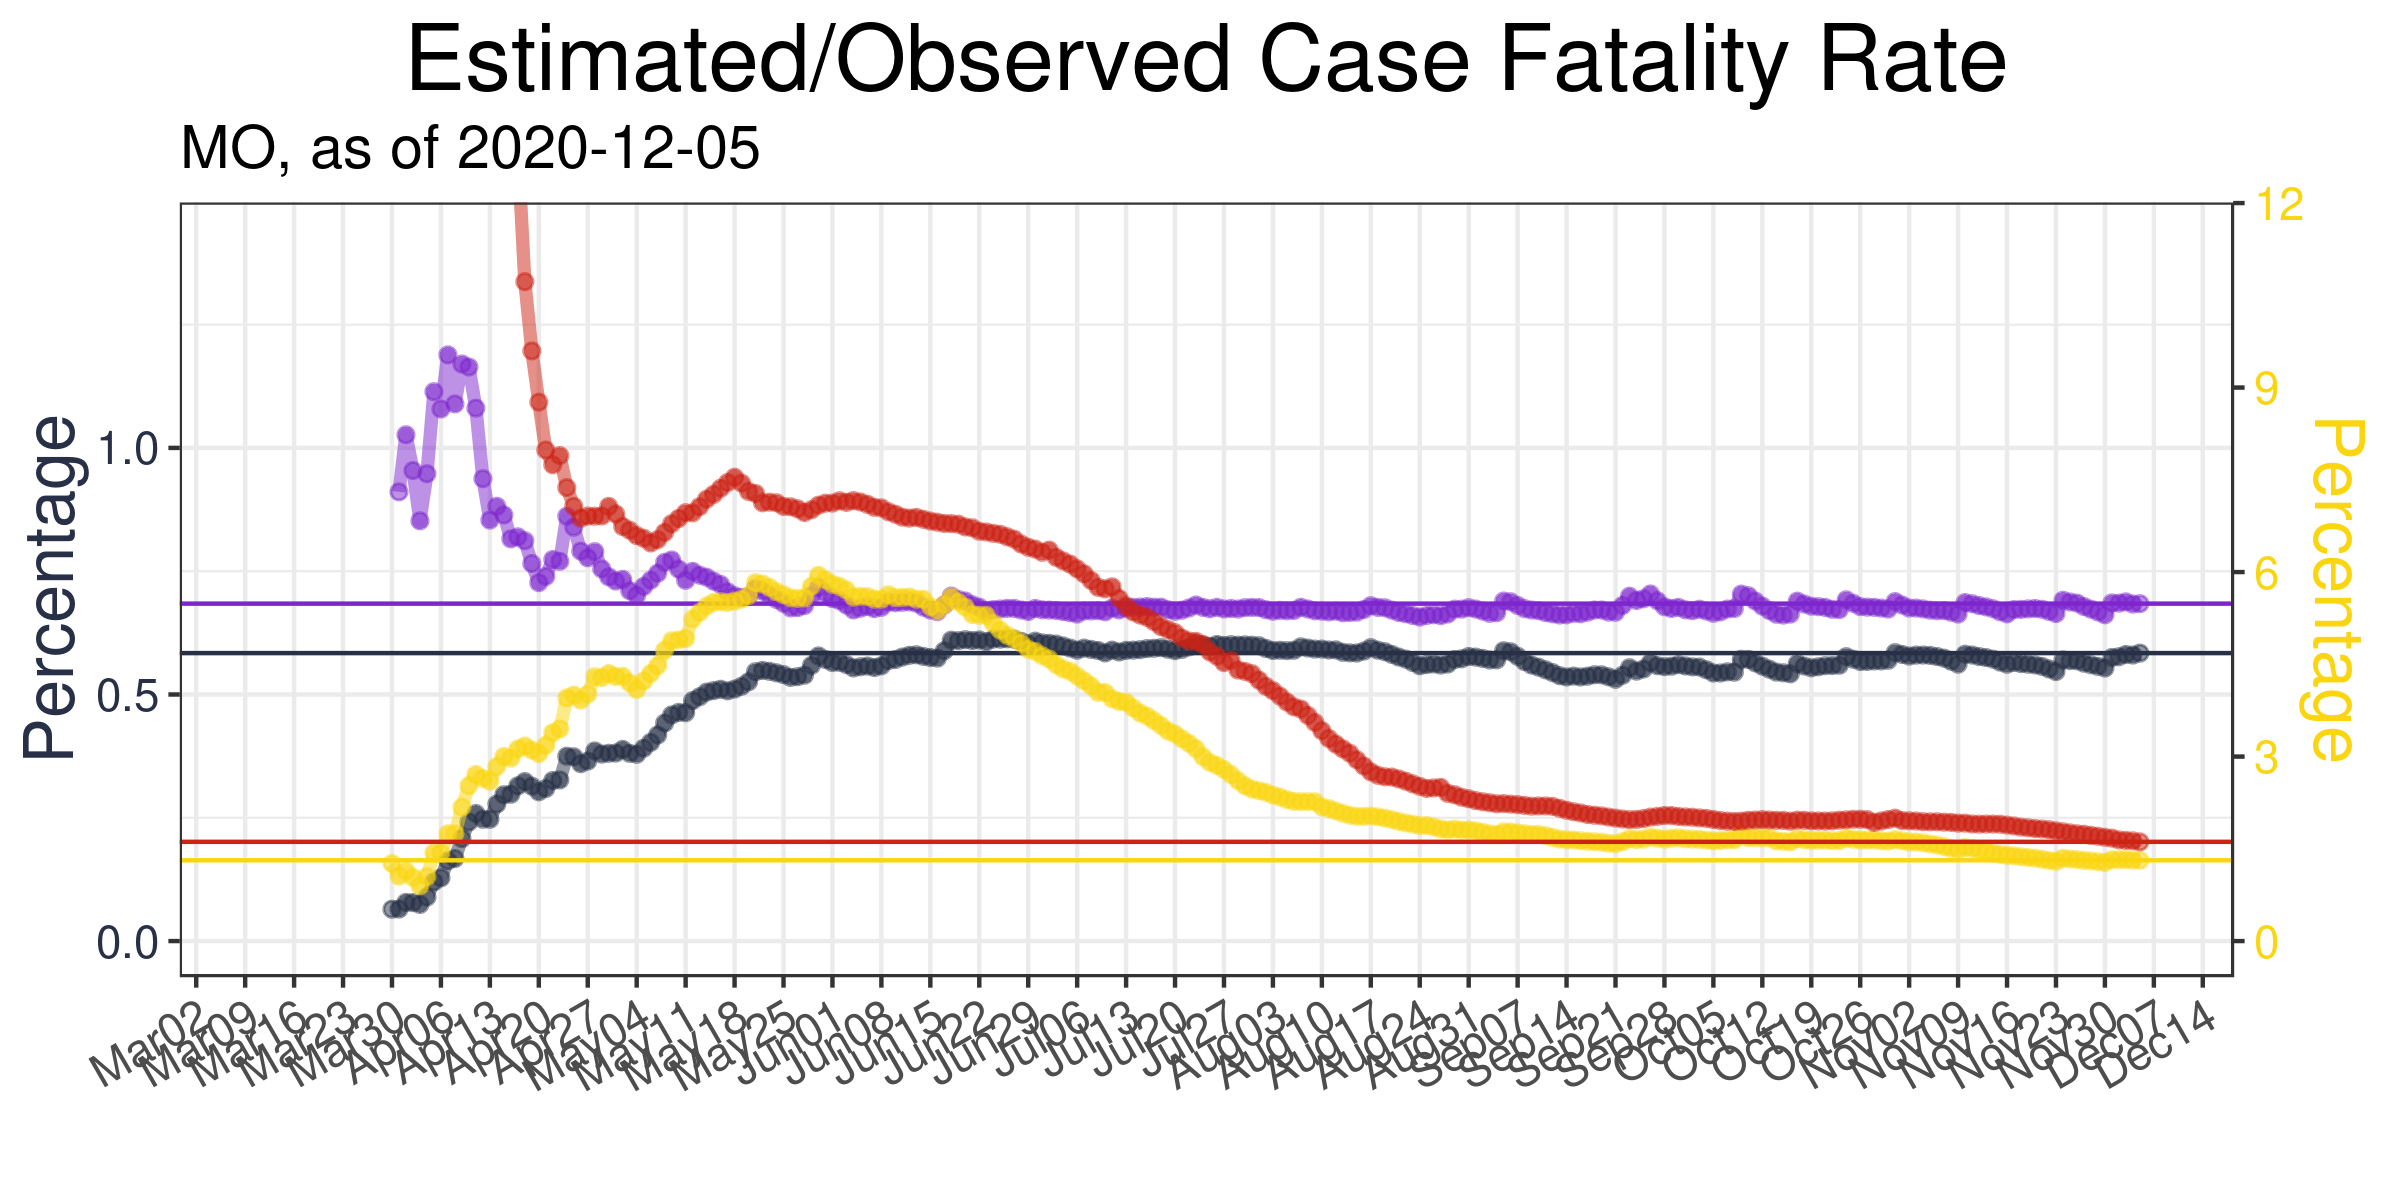 Estimated/Observed Case Fatality Rate
MO, as of 2020-12-05
Percentage
1.0
0.5
0.0
12
9
6
3
0
Percentage
Mar02
Mar09
Mar16
Mar23
Mar30
Apr06
Apr13
Apr20
Apr27
May04
May11
May18
May25
Jun01
Jun08
Jun15
Jun22
Jun29
Jul06
Jul13
Jul20
Jul27
Aug03
Aug10
Aug17
Aug24
Aug31
Sep07
Sep14
Sep21
Sep28
Oct05
Oct12
Oct19
Oct26
Nov02
Nov09
Nov16
Nov23
Nov30
Dec07
Dec14